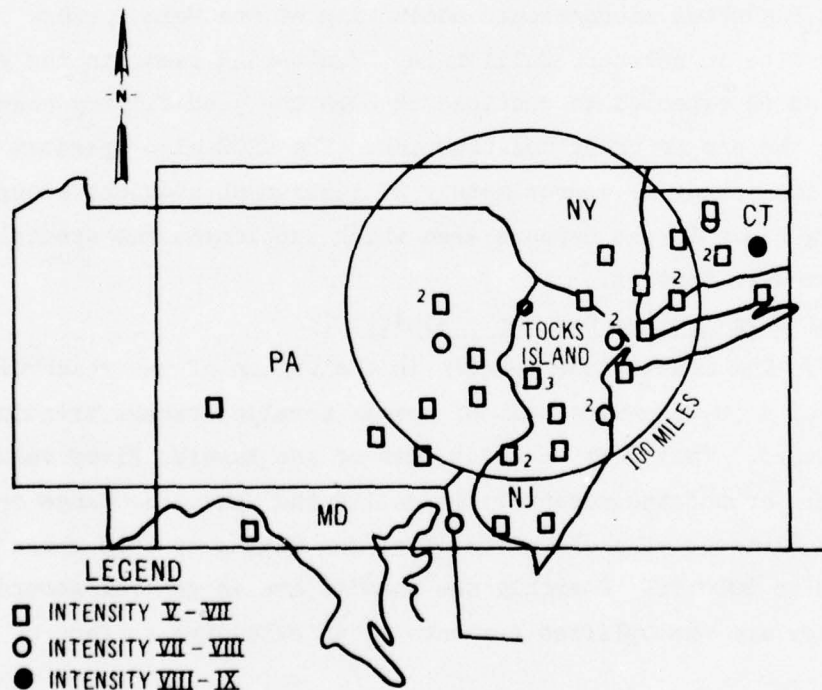 N
NY
CT
2
2
2
2
TOCKS
ISLAND
PA
3
2
100 MILES
2
NJ
MD
LEGEND
INTENSITY V-VII
INTENSITY VII-VIII
INTENSITY VIII-IX